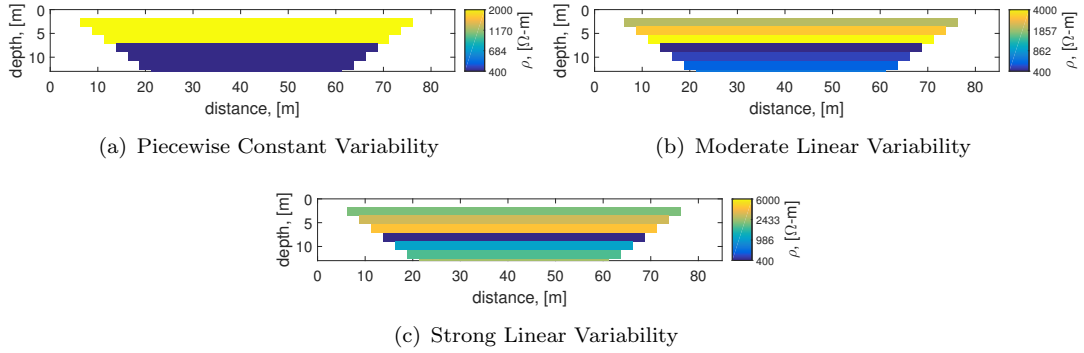 0
5
10
depth, [m]
0 10 20 30 40 50 60 70 80
distance, [m]
2000
1170
684
400
ρ, [Ω-m]
(a) Piecewise Constant Variability
0
5
10
depth, [m]
0 10 20 30 40 50 60 70 80
distance, [m]
4000
1857
862
400
ρ, [Ω-m]
(b) Moderate Linear Variability
0
5
10
depth, [m]
0 10 20 30 40 50 60 70 80
distance, [m]
6000
2433
986
400
ρ, [Ω-m]
(c) Strong Linear Variability